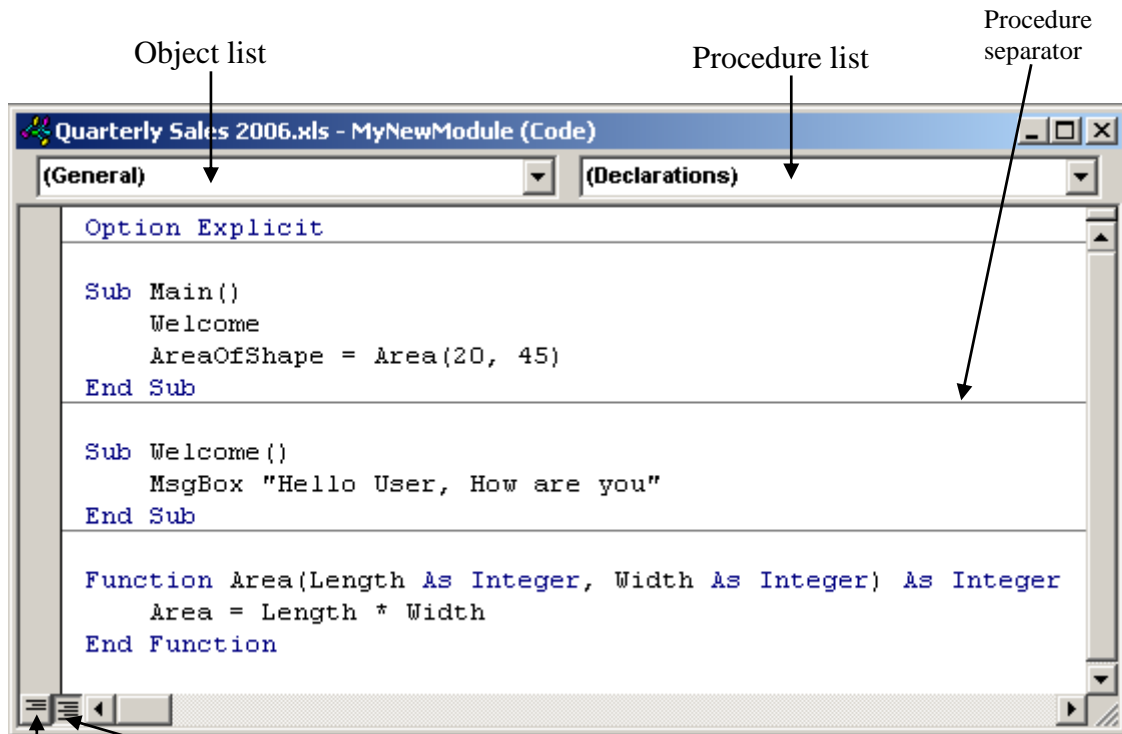 Procedure
separator
Object list
Procedure list
Quarterly Sales 2006.xls - MyNewModule (Code)
(General)
(Declarations)
Option Explicit
Sub Main()
Welcome
AreaOfShape = Area(20, 45)
End Sub
Sub Welcome()
MsgBox "Hello User, How are you"
End Sub
Function Area(Length As Integer, Width As Integer) As Integer
Area = Length * Width
End Function